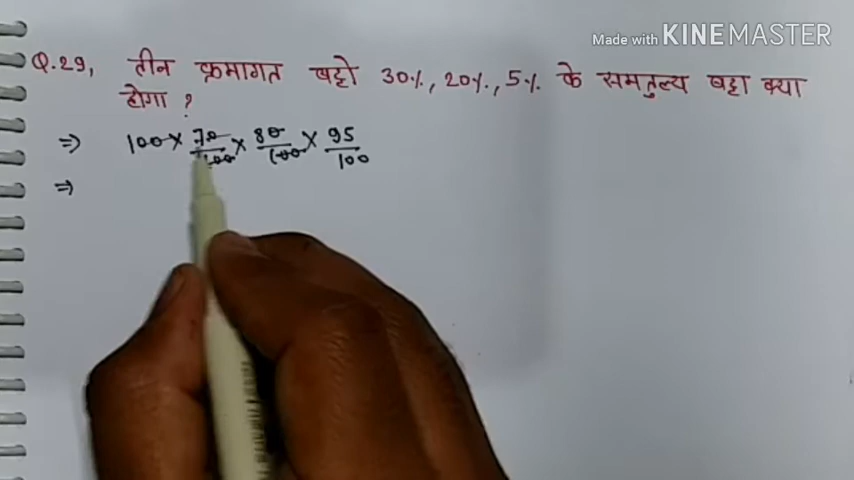 Made with KINEMASTER
Q.29, तीन क्रमागत बट्टो 30%, 20%, 5% के समतुल्य बट्टा क्या
होगा ?
⇒ 100 × 70/100 × 80/100 × 95/100
⇒